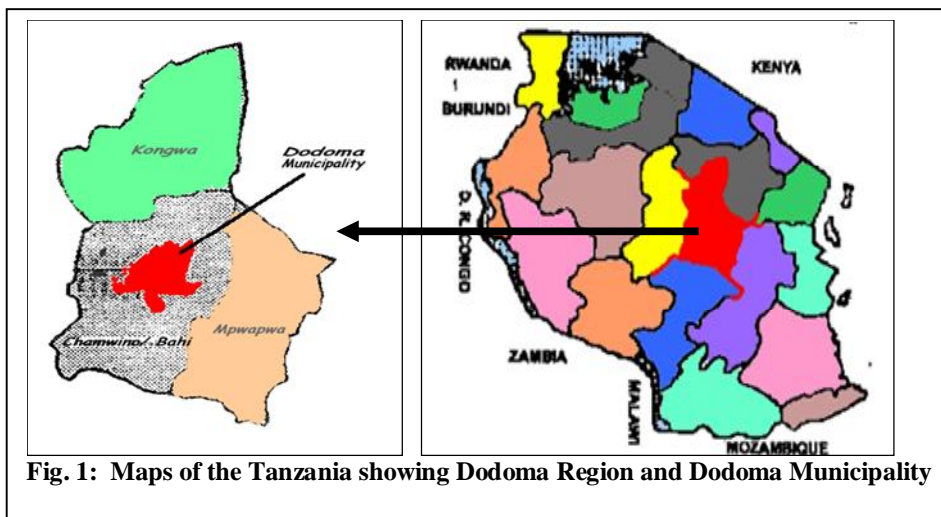 Kongwa
Dodoma
Municipality
Chamwino/. Bahi
Mpwapwa
RWANDA
BURUNDI
KENYA
D. R. CONGO
ZAMBIA
MALAWI
MOZAMBIQUE
Fig. 1: Maps of the Tanzania showing Dodoma Region and Dodoma Municipality